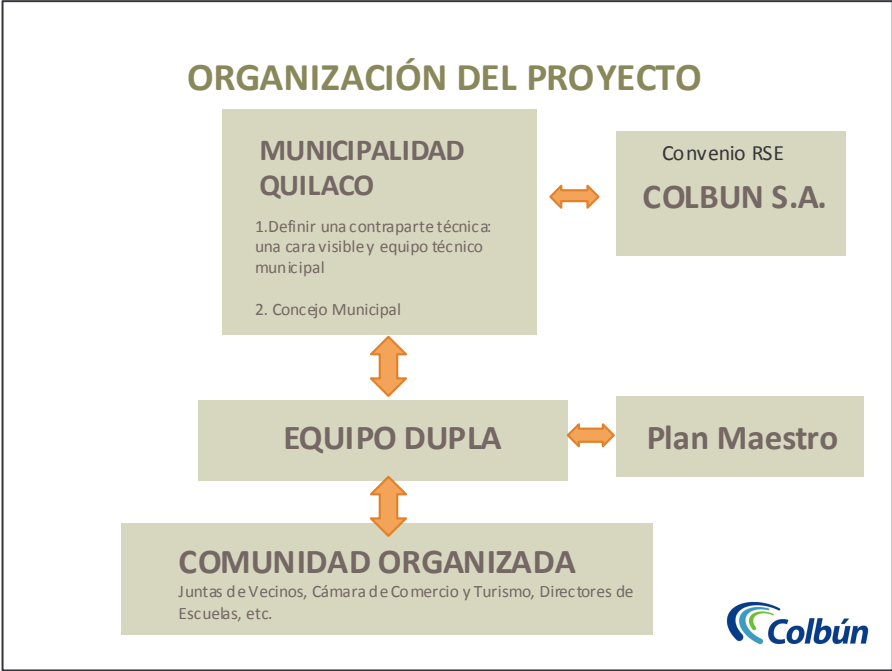 ORGANIZACIÓN DEL PROYECTO
MUNICIPALIDAD
QUILACO
1.Definir una contraparte técnica:
una cara visible y equipo técnico
municipal
2. Concejo Municipal
Convenio RSE
COLBUN S.A.
EQUIPO DUPLA
Plan Maestro
COMUNIDAD ORGANIZADA
Juntas de Vecinos, Cámara de Comercio y Turismo, Directores de
Escuelas, etc.
Colbún